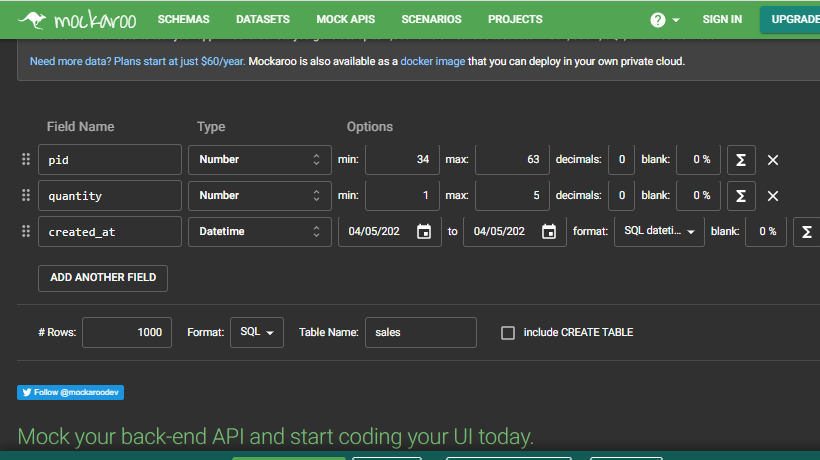 mockaroo SCHEMAS DATASETS MOCK APIS SCENARIOS PROJECTS ? SIGN IN UPGRADE
Need more data? Plans start at just $60/year. Mockaroo is also available as a docker image that you can deploy in your own private cloud.
Field Name Type Options
pid Number min: 34 max: 63 decimals: 0 blank: 0 % Σ ×
quantity Number min: 1 max: 5 decimals: 0 blank: 0 % Σ ×
created_at Datetime 04/05/202 to 04/05/202 format: SQL dateti... blank: 0 % Σ
ADD ANOTHER FIELD
# Rows: 1000 Format: SQL Table Name: sales include CREATE TABLE
Follow @mockaroodev
Mock your back-end API and start coding your UI today.